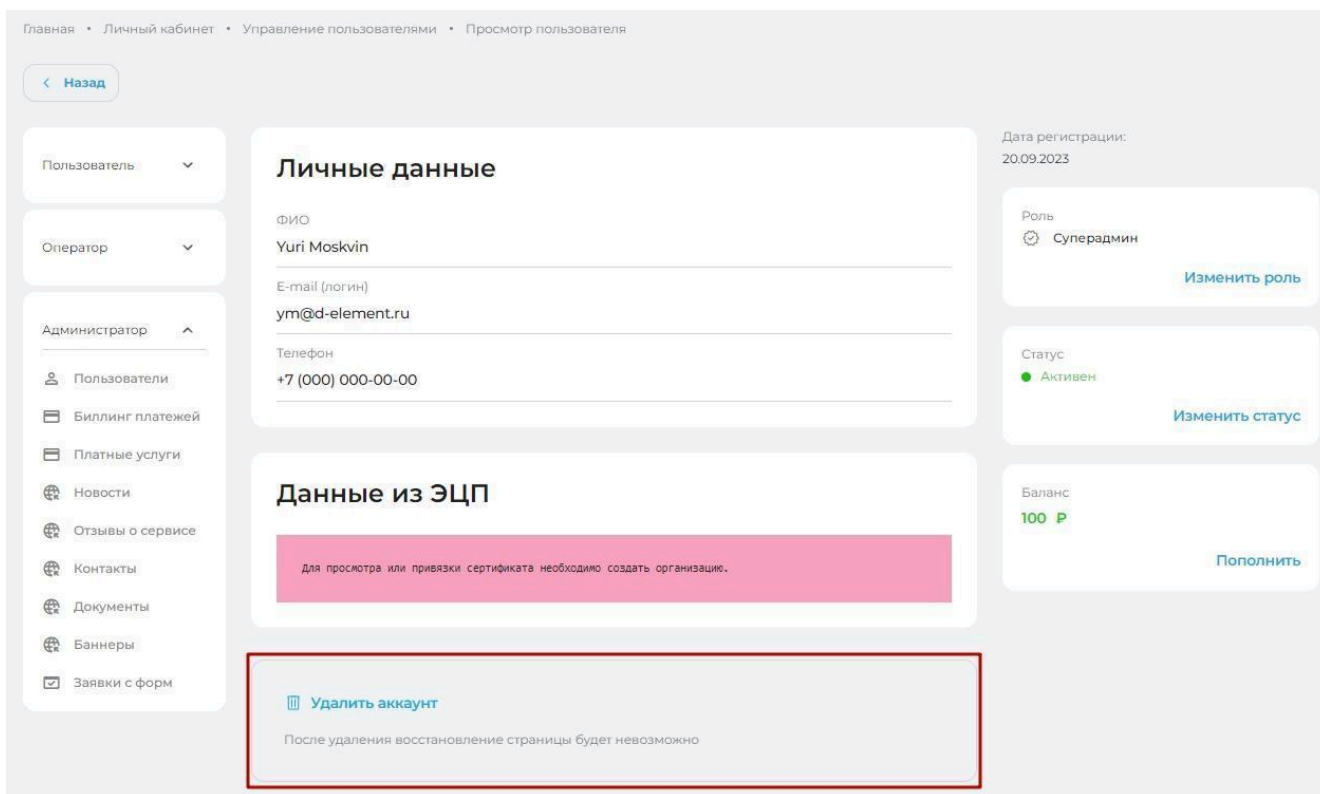 Главная • Личный кабинет • Управление пользователями • Просмотр пользователя
Назад
Пользователь
Оператор
Администратор
Пользователи
Биллинг платежей
Платные услуги
Новости
Отзывы о сервисе
Контакты
Документы
Баннеры
Заявки с форм
Личные данные
ФИО
Yuri Moskvin
E-mail (логин)
ym@d-element.ru
Телефон
+7 (000) 000-00-00
Данные из ЭЦП
Для просмотра или привязки сертификата необходимо создать организацию.
Удалить аккаунт
После удаления восстановление страницы будет невозможно
Дата регистрации:
20.09.2023
Роль
Суперадмин
Изменить роль
Статус
Активен
Изменить статус
Баланс
100 ₽
Пополнить